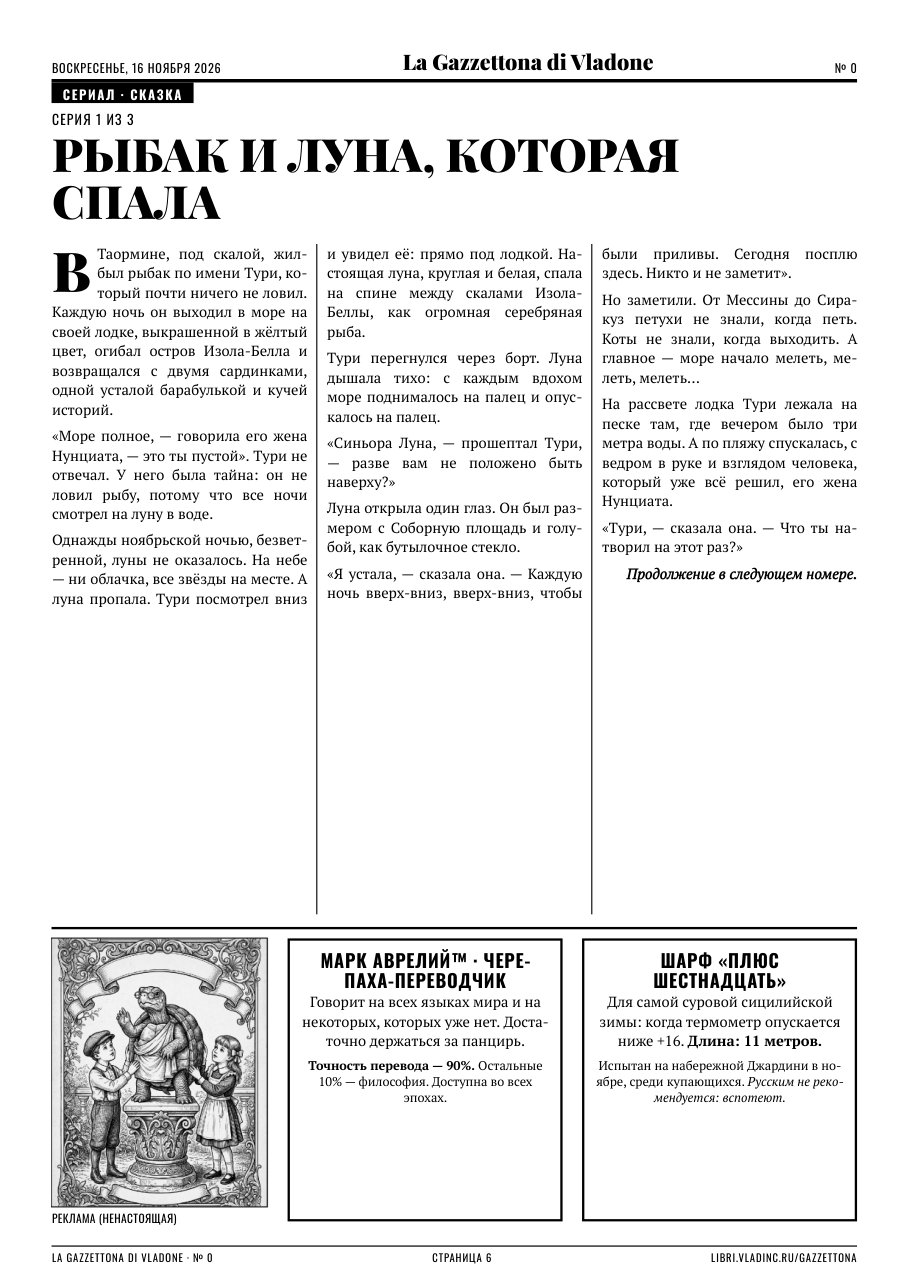 ВОСКРЕСЕНЬЕ, 16 НОЯБРЯ 2026
La Gazzettona di Vladone
№ 0
СЕРИАЛ · СКАЗКА
СЕРИЯ 1 ИЗ 3
РЫБАК И ЛУНА, КОТОРАЯ
СПАЛА
В Таормине, под скалой, жил-
был рыбак по имени Тури, ко-
торый почти ничего не ловил.
Каждую ночь он выходил в море на
своей лодке, выкрашенной в жёлтый
цвет, огибал остров Изола-Белла и
возвращался с двумя сардинками,
одной усталой барабулькой и кучей
историй.
«Море полное, — говорила его жена
Нунциата, — это ты пустой». Тури не
отвечал. У него была тайна: он не
ловил рыбу, потому что все ночи
смотрел на луну в воде.
Однажды ноябрьской ночью, безвет-
ренной, луны не оказалось. На небе
— ни облачка, все звёзды на месте. А
луна пропала. Тури посмотрел вниз
и увидел её: прямо под лодкой. На-
стоящая луна, круглая и белая, спала
на спине между скалами Изола-
Беллы, как огромная серебряная
рыба.
Тури перегнулся через борт. Луна
дышала тихо: с каждым вдохом
море поднималось на палец и опус-
калось на палец.
«Синьора Луна, — прошептал Тури,
— разве вам не положено быть
наверху?»
Луна открыла один глаз. Он был раз-
мером с Соборную площадь и голу-
бой, как бутылочное стекло.
«Я устала, — сказала она. — Каждую
ночь вверх-вниз, вверх-вниз, чтобы
были приливы. Сегодня посплю
здесь. Никто и не заметит».
Но заметили. От Мессины до Сира-
куз петухи не знали, когда петь.
Коты не знали, когда выходить. А
главное — море начало мелеть, ме-
леть, мелеть…
На рассвете лодка Тури лежала на
песке там, где вечером было три
метра воды. А по пляжу спускалась, с
ведром в руке и взглядом человека,
который уже всё решил, его жена
Нунциата.
«Тури, — сказала она. — Что ты на-
творил на этот раз?»
Продолжение в следующем номере.
РЕКЛАМА (НЕНАСТОЯЩАЯ)
МАРК АВРЕЛИЙ™ · ЧЕРЕ-
ПАХА-ПЕРЕВОДЧИК
Говорит на всех языках мира и на
некоторых, которых уже нет. Доста-
точно держаться за панцирь.
Точность перевода — 90%. Остальные
10% — философия. Доступна во всех
эпохах.
ШАРФ «ПЛЮС
ШЕСТНАДЦАТЬ»
Для самой суровой сицилийской
зимы: когда термометр опускается
ниже +16. Длина: 11 метров.
Испытан на набережной Джардини в но-
ябре, среди купающихся. Русским не реко-
мендуется: вспотеют.
LA GAZZETTONA DI VLADONE · № 0
СТРАНИЦА 6
LIBRI.VLADINC.RU/GAZZETTONA